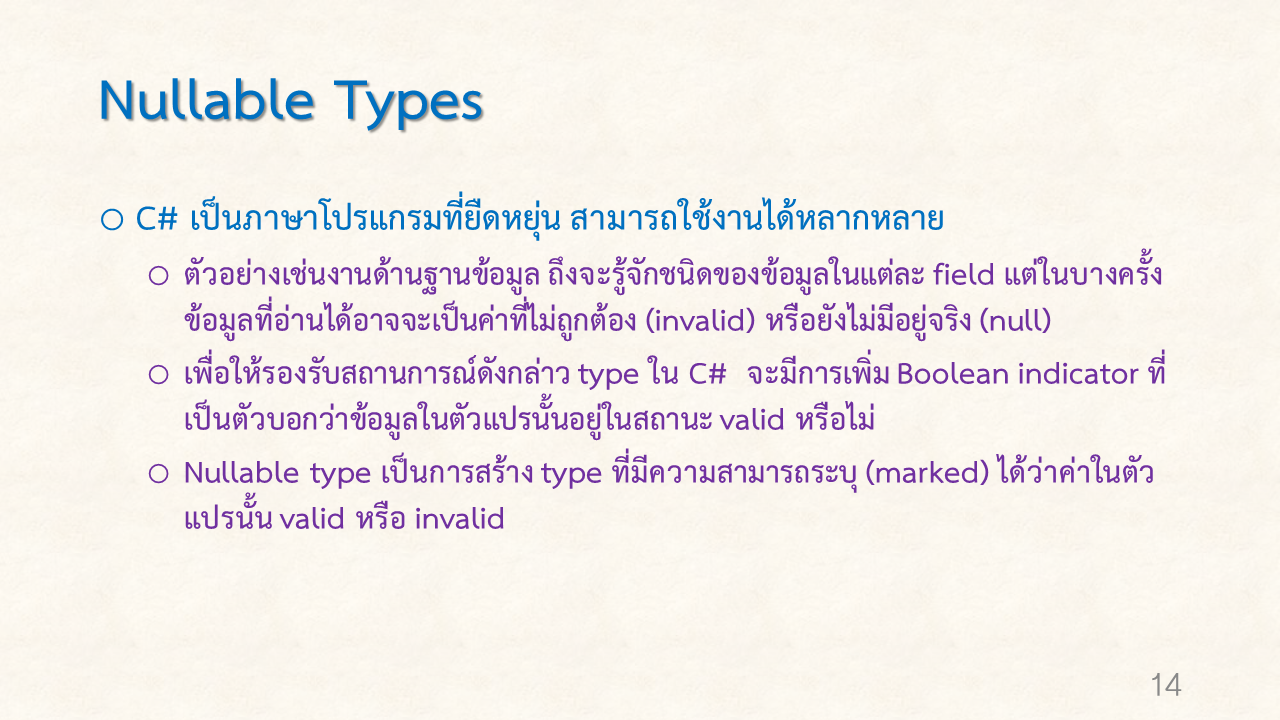 Nullable Types
○ C# เป็นภาษาโปรแกรมที่ยืดหยุ่น สามารถใช้งานได้หลากหลาย
○ ตัวอย่างเช่นงานด้านฐานข้อมูล ถึงจะรู้จักชนิดของข้อมูลในแต่ละ field แต่ในบางครั้ง
ข้อมูลที่อ่านได้อาจจะเป็นค่าที่ไม่ถูกต้อง (invalid) หรือยังไม่มีอยู่จริง (null)
○ เพื่อให้รองรับสถานการณ์ดังกล่าว type ใน C# จะมีการเพิ่ม Boolean indicator ที่
เป็นตัวบอกว่าข้อมูลในตัวแปรนั้นอยู่ในสถานะ valid หรือไม่
○ Nullable type เป็นการสร้าง type ที่มีความสามารถระบุ (marked) ได้ว่าค่าในตัว
แปรนั้น valid หรือ invalid
14